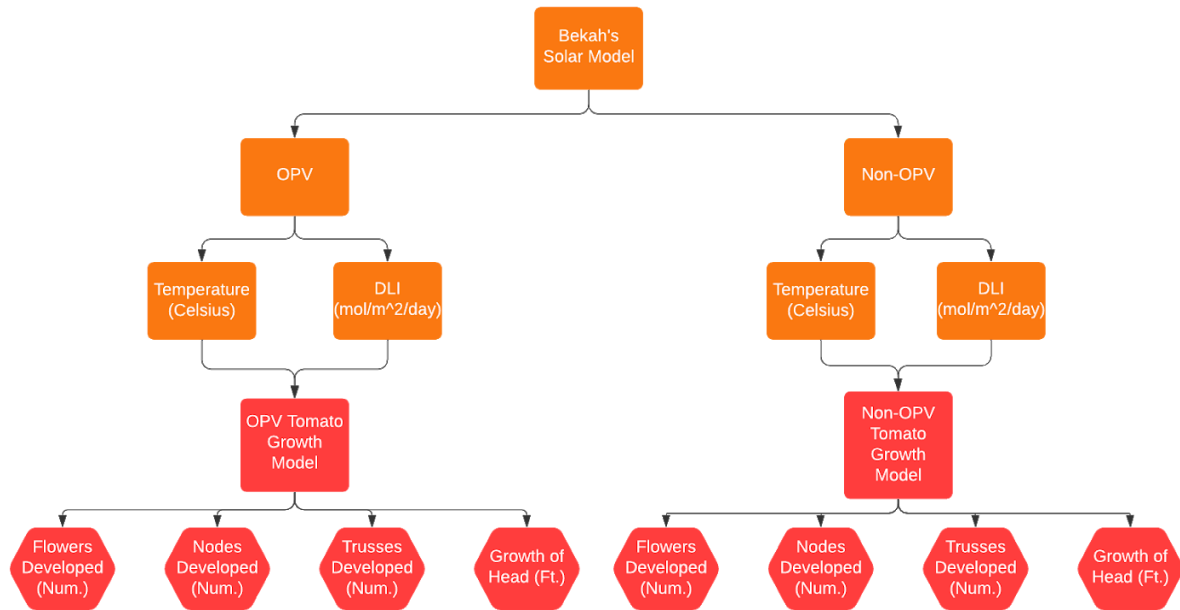 Bekah's
Solar Model
OPV
Non-OPV
Temperature
(Celsius)
DLI
(mol/m^2/day)
Temperature
(Celsius)
DLI
(mol/m^2/day)
OPV Tomato
Growth
Model
Non-OPV
Tomato
Growth
Model
Flowers
Developed
(Num.)
Nodes
Developed
(Num.)
Trusses
Developed
(Num.)
Growth of
Head (Ft.)
Flowers
Developed
(Num.)
Nodes
Developed
(Num.)
Trusses
Developed
(Num.)
Growth of
Head (Ft.)